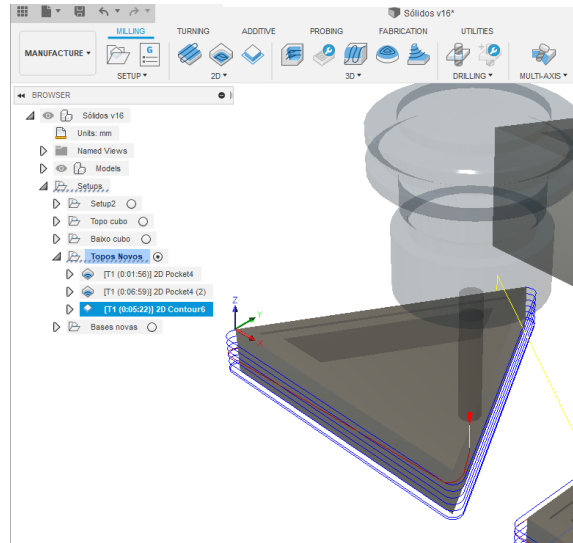 Sólidos v16*
MILLING TURNING ADDITIVE PROBING FABRICATION UTILITIES
MANUFACTURE ▾
G
SETUP ▾ 2D ▾ 3D ▾ DRILLING ▾ MULTI-AXIS ▾
BROWSER
Sólidos v16
Units: mm
Named Views
Models
Setups
Setup2
Topo cubo
Baixo cubo
Topos Novos
[T1 (0:01:56)] 2D Pocket4
[T1 (0:06:59)] 2D Pocket4 (2)
[T1 (0:05:22)] 2D Contour6
Bases novas
Z
Y
X